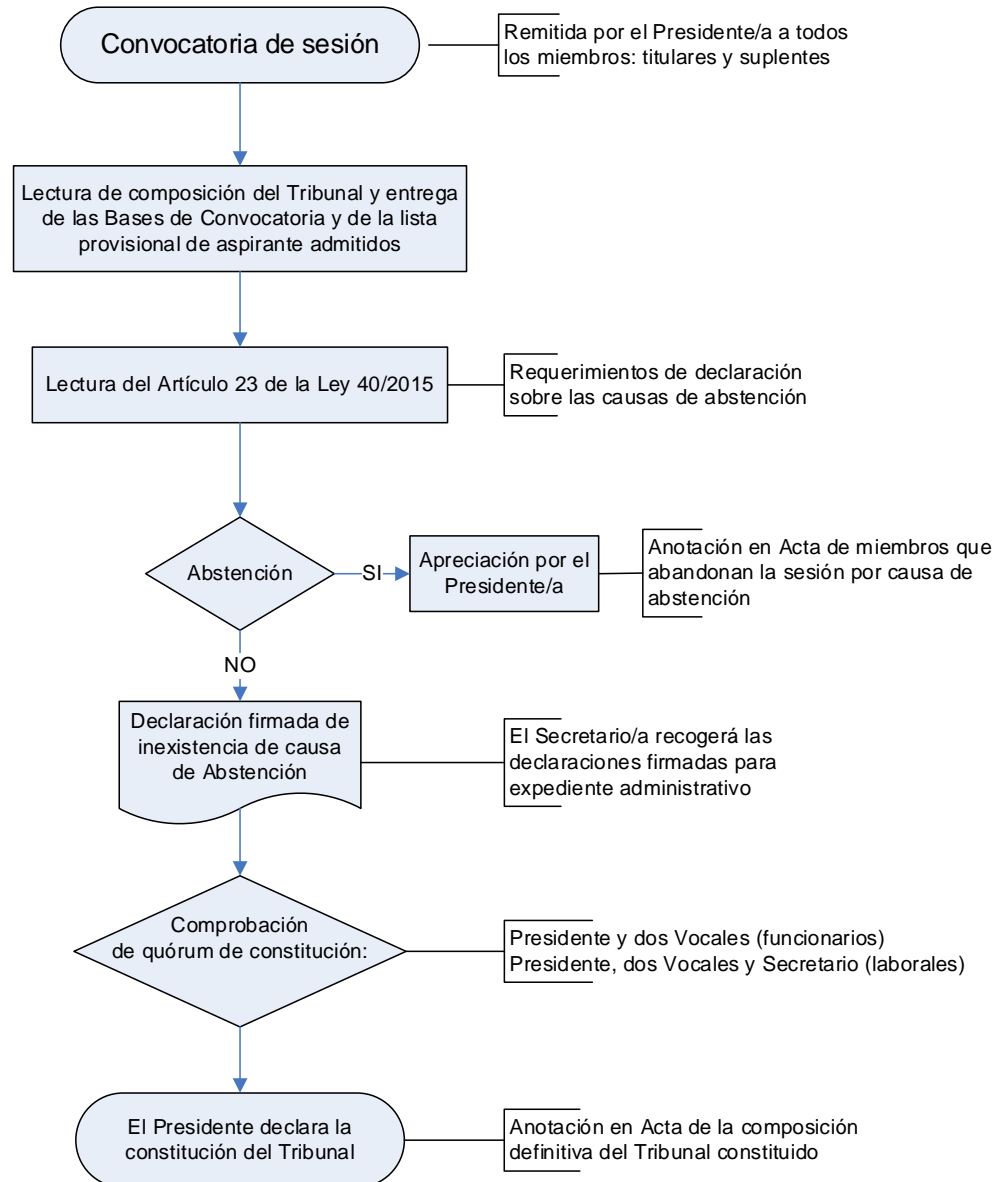 Convocatoria de sesión
Remitida por el Presidente/a a todos
los miembros: titulares y suplentes
Lectura de composición del Tribunal y entrega
de las Bases de Convocatoria y de la lista
provisional de aspirante admitidos
Lectura del Artículo 23 de la Ley 40/2015
Requerimientos de declaración
sobre las causas de abstención
Abstención
SI
Apreciación por el
Presidente/a
Anotación en Acta de miembros que
abandonan la sesión por causa de
abstención
NO
Declaración firmada de
inexistencia de causa
de Abstención
El Secretario/a recogerá las
declaraciones firmadas para
expediente administrativo
Comprobación
de quórum de constitución:
Presidente y dos Vocales (funcionarios)
Presidente, dos Vocales y Secretario (laborales)
El Presidente declara la
constitución del Tribunal
Anotación en Acta de la composición
definitiva del Tribunal constituido